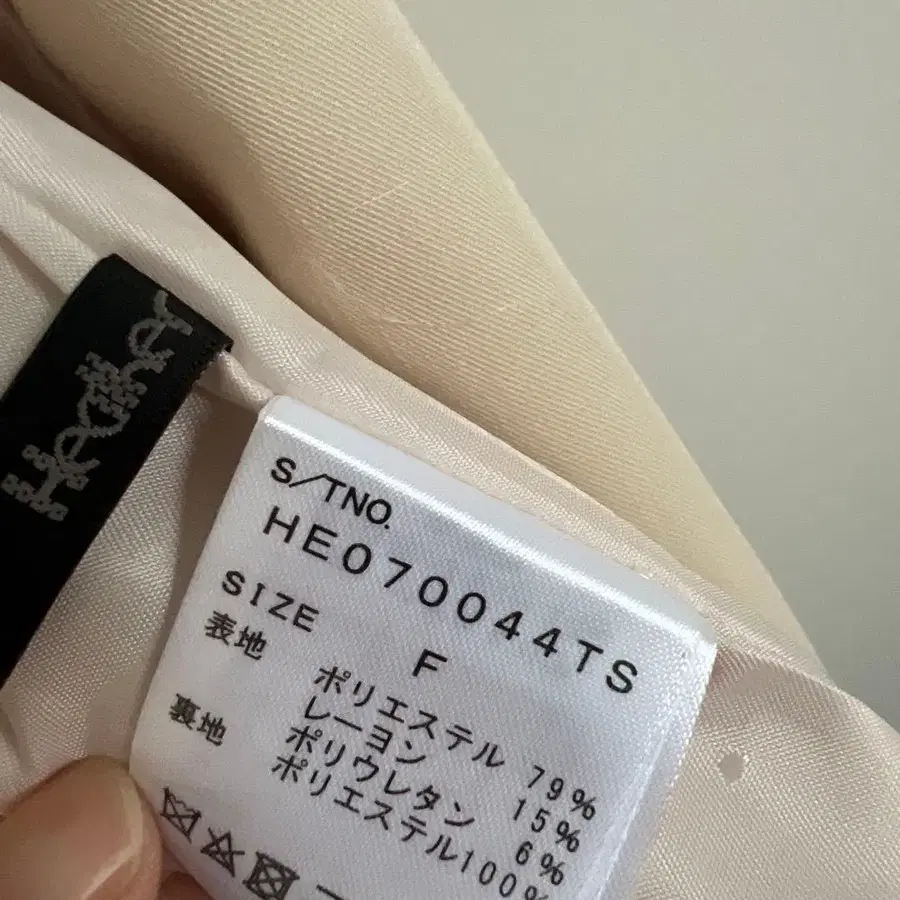 S/TNO.
HE070044TS
SIZE
F
表地
ポリエステル 79%
レーヨン 15%
ポリウレタン 6%
裏地
ポリエステル100%